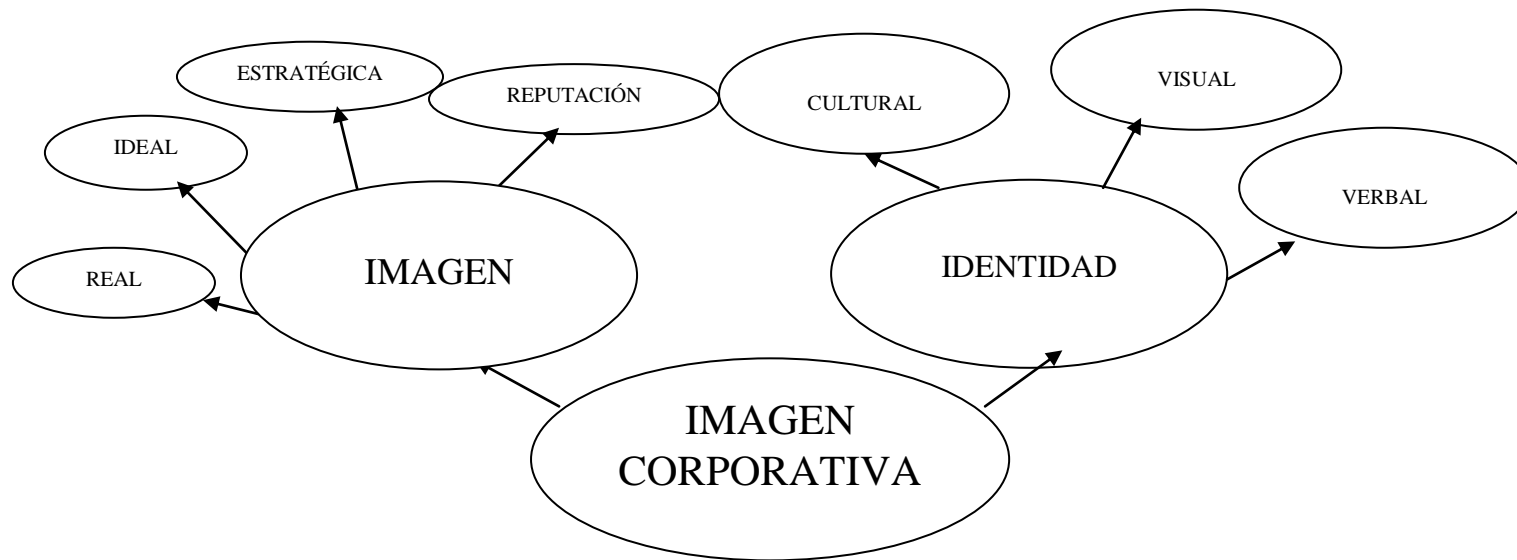 ESTRATÉGICA
REPUTACIÓN
CULTURAL
VISUAL
IDEAL
VERBAL
REAL
IMAGEN
IDENTIDAD
IMAGEN
CORPORATIVA